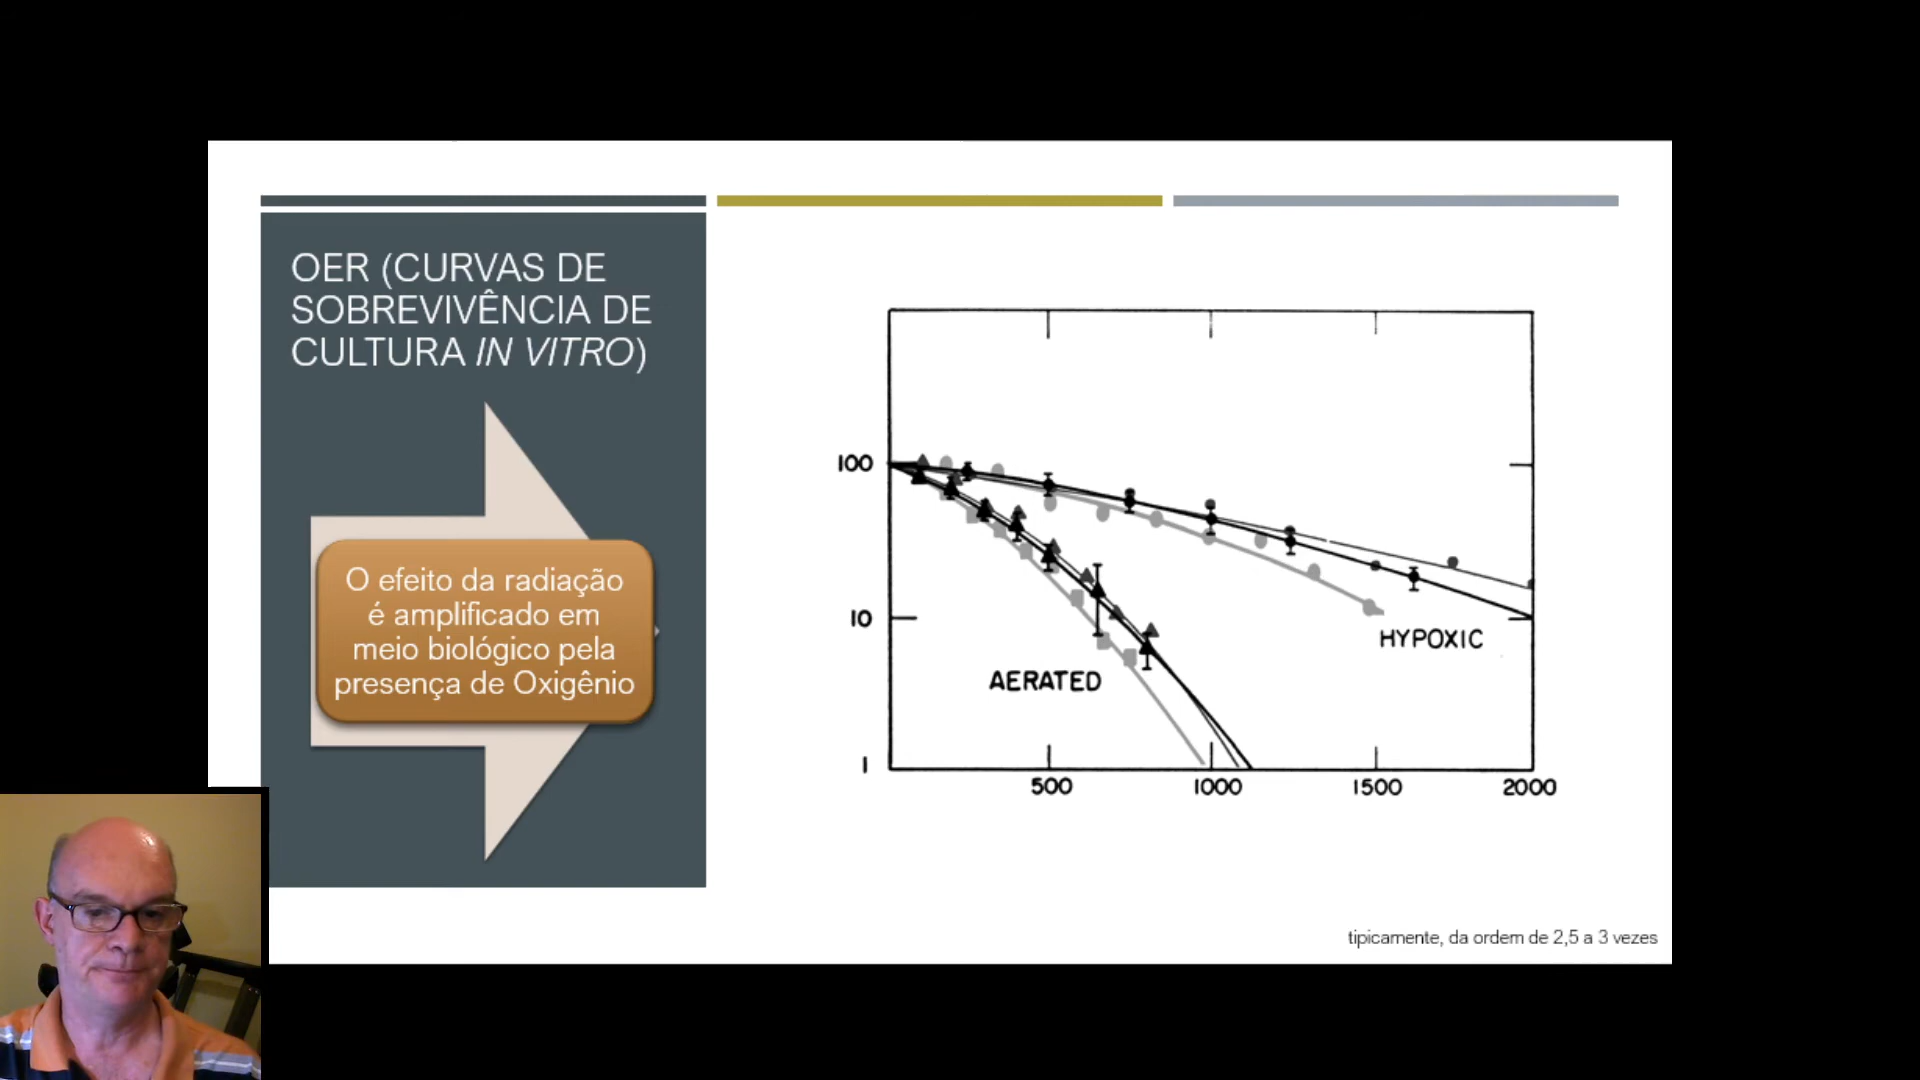 OER (CURVAS DE
SOBREVIVÊNCIA DE
CULTURA IN VITRO)
O efeito da radiação
é amplificado em
meio biológico pela
presença de Oxigênio
100
10
1
HYPOXIC
AERATED
500 1000 1500 2000
tipicamente, da ordem de 2,5 a 3 vezes